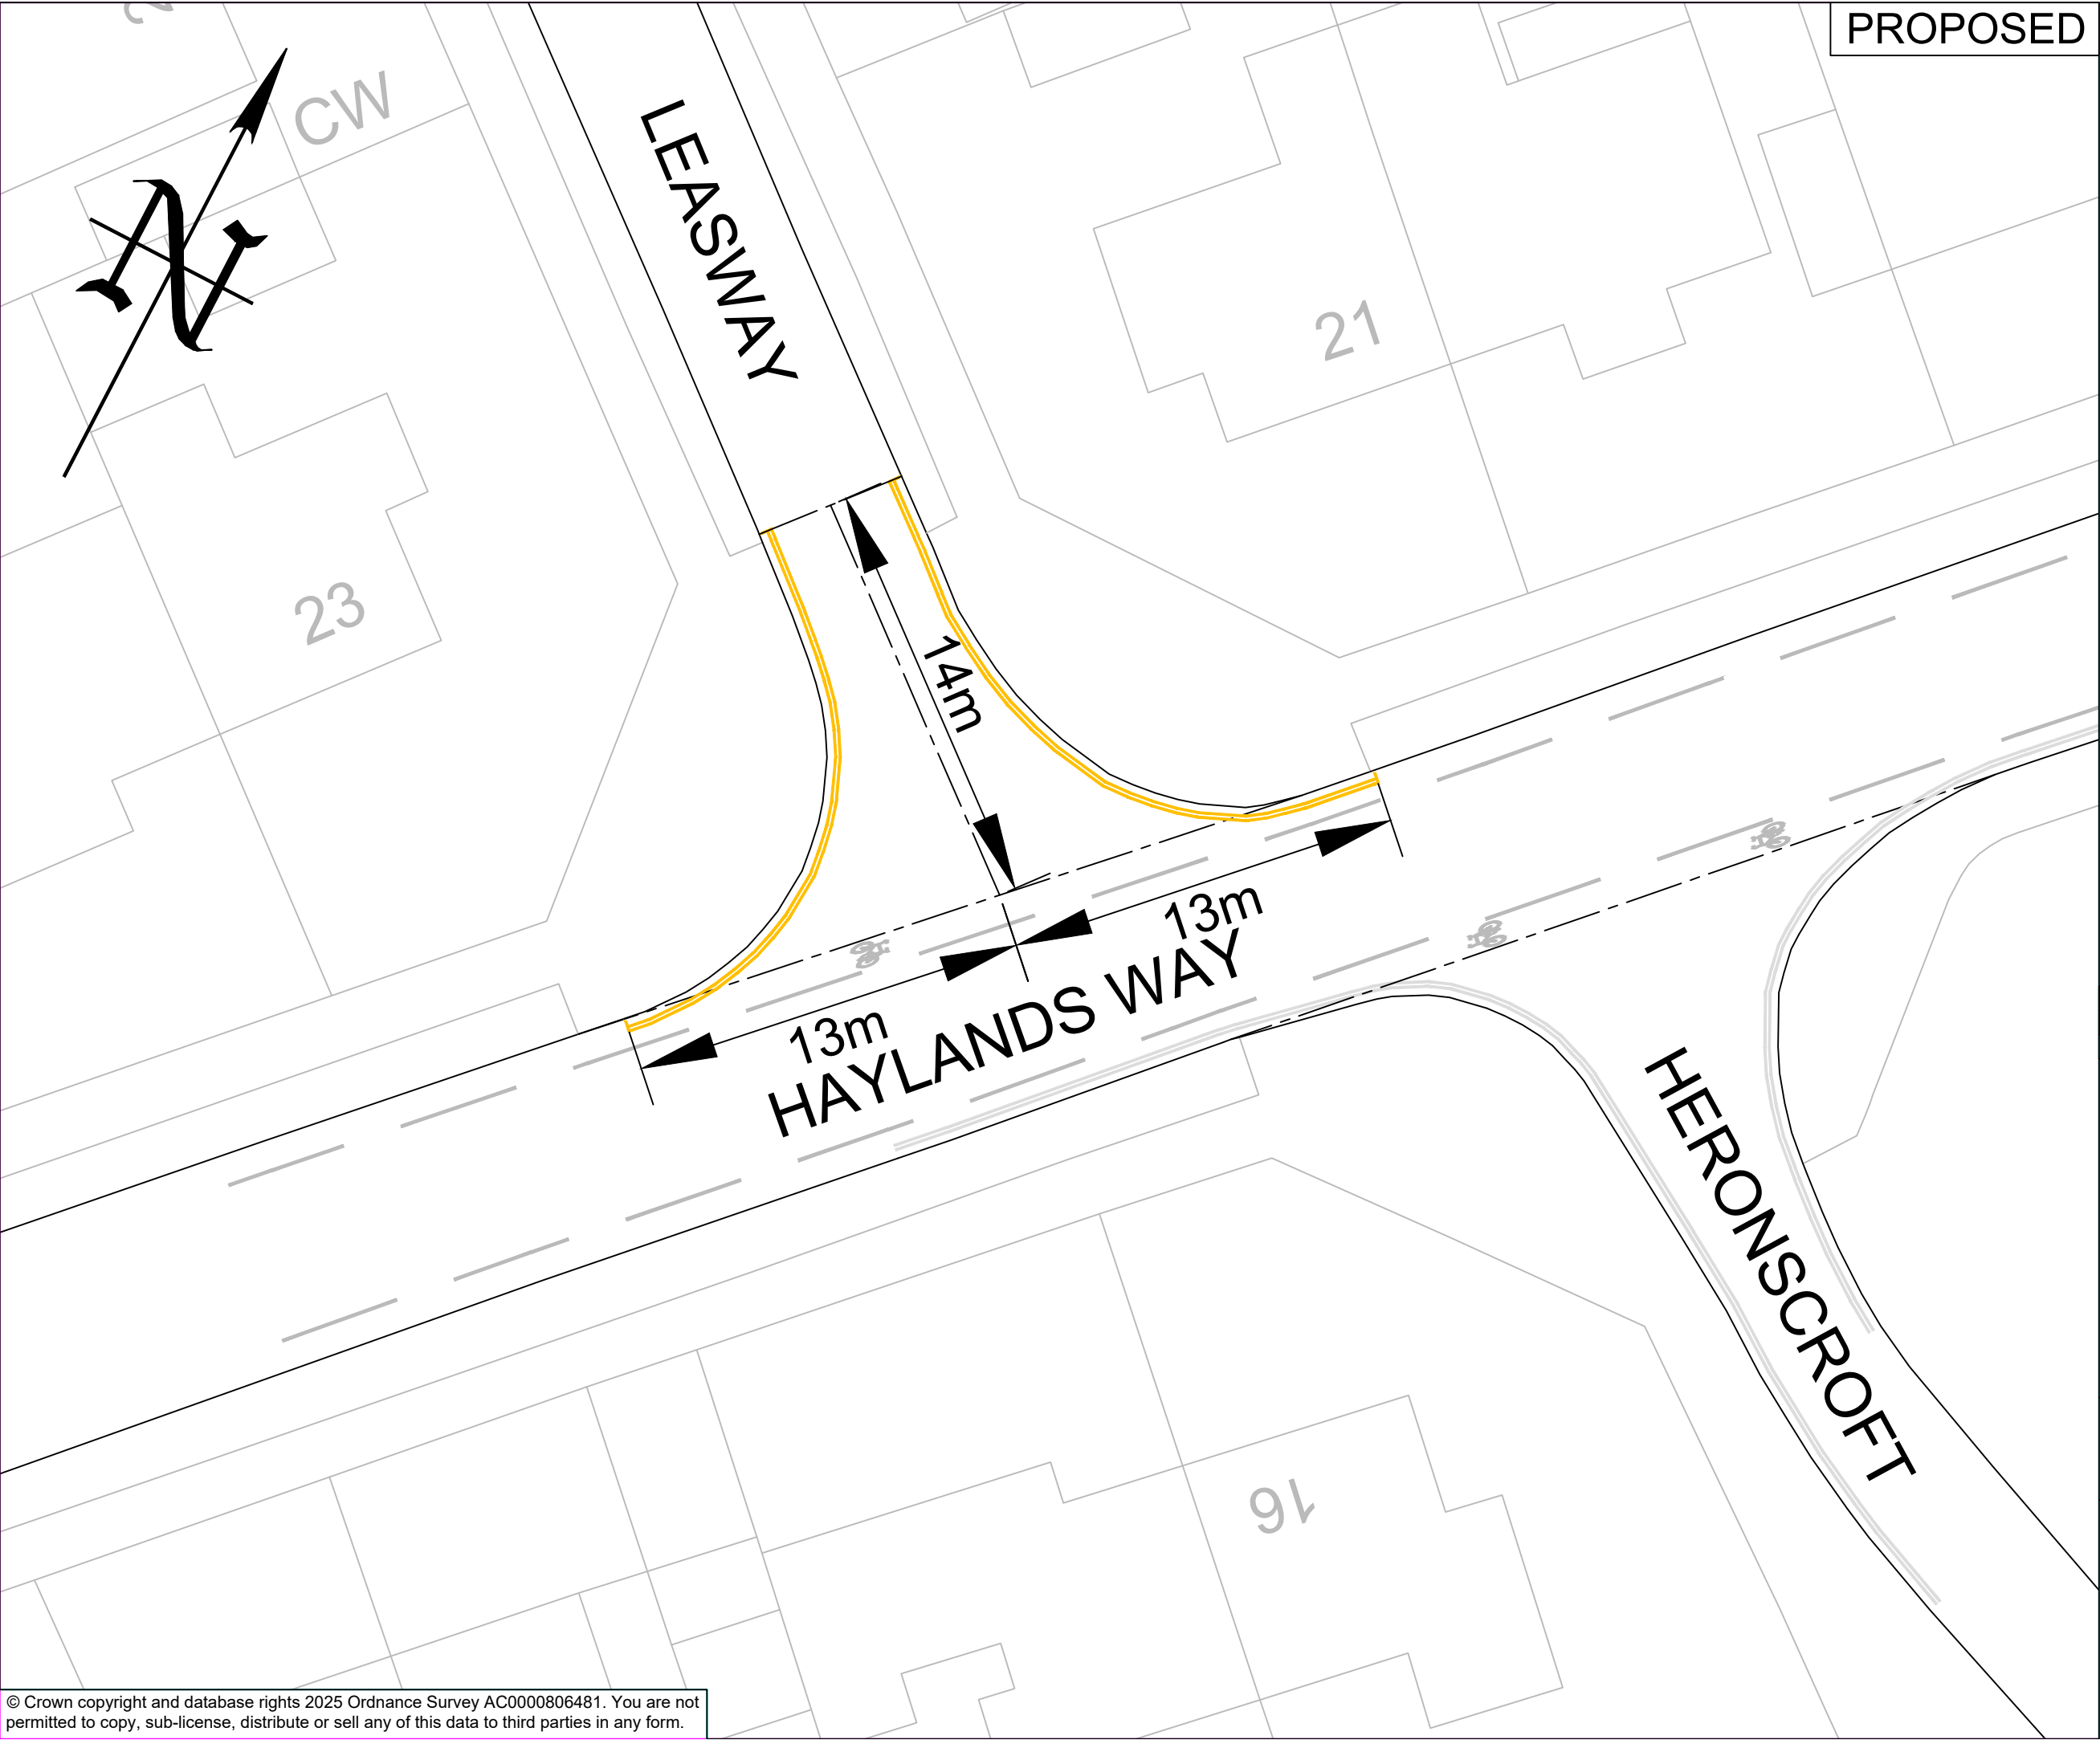 PROPOSED
CW
LEASWAY
21
23
14m
13m
13m
HAYLANDS WAY
HERONSCROFT
16
N
© Crown copyright and database rights 2025 Ordnance Survey AC0000806481. You are not
permitted to copy, sub-license, distribute or sell any of this data to third parties in any form.